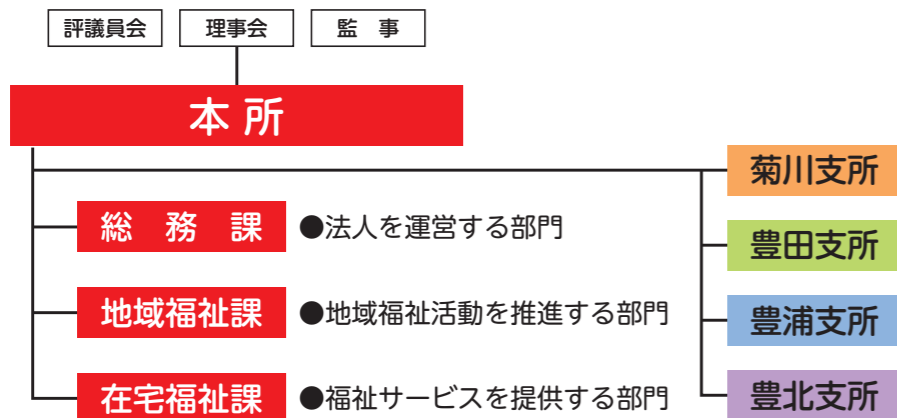 評議員会 理事会 監　事
本所
菊川支所
総　務　課 ●法人を運営する部門
豊田支所
地域福祉課 ●地域福祉活動を推進する部門
豊浦支所
在宅福祉課 ●福祉サービスを提供する部門
豊北支所